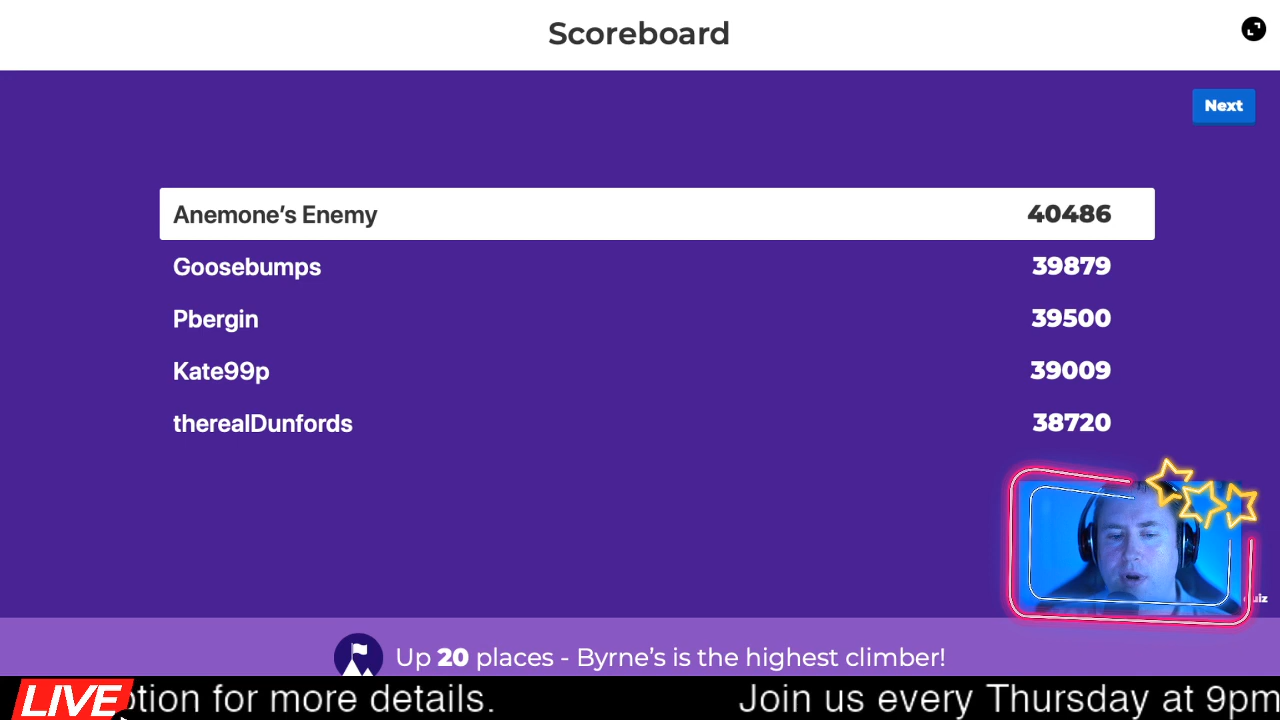 Scoreboard
Next
Anemone’s Enemy 40486
Goosebumps 39879
Pbergin 39500
Kate99p 39009
therealDunfords 38720
Up 20 places - Byrne’s is the highest climber!
LIVE
for more details. Join us every Thursday at 9pm